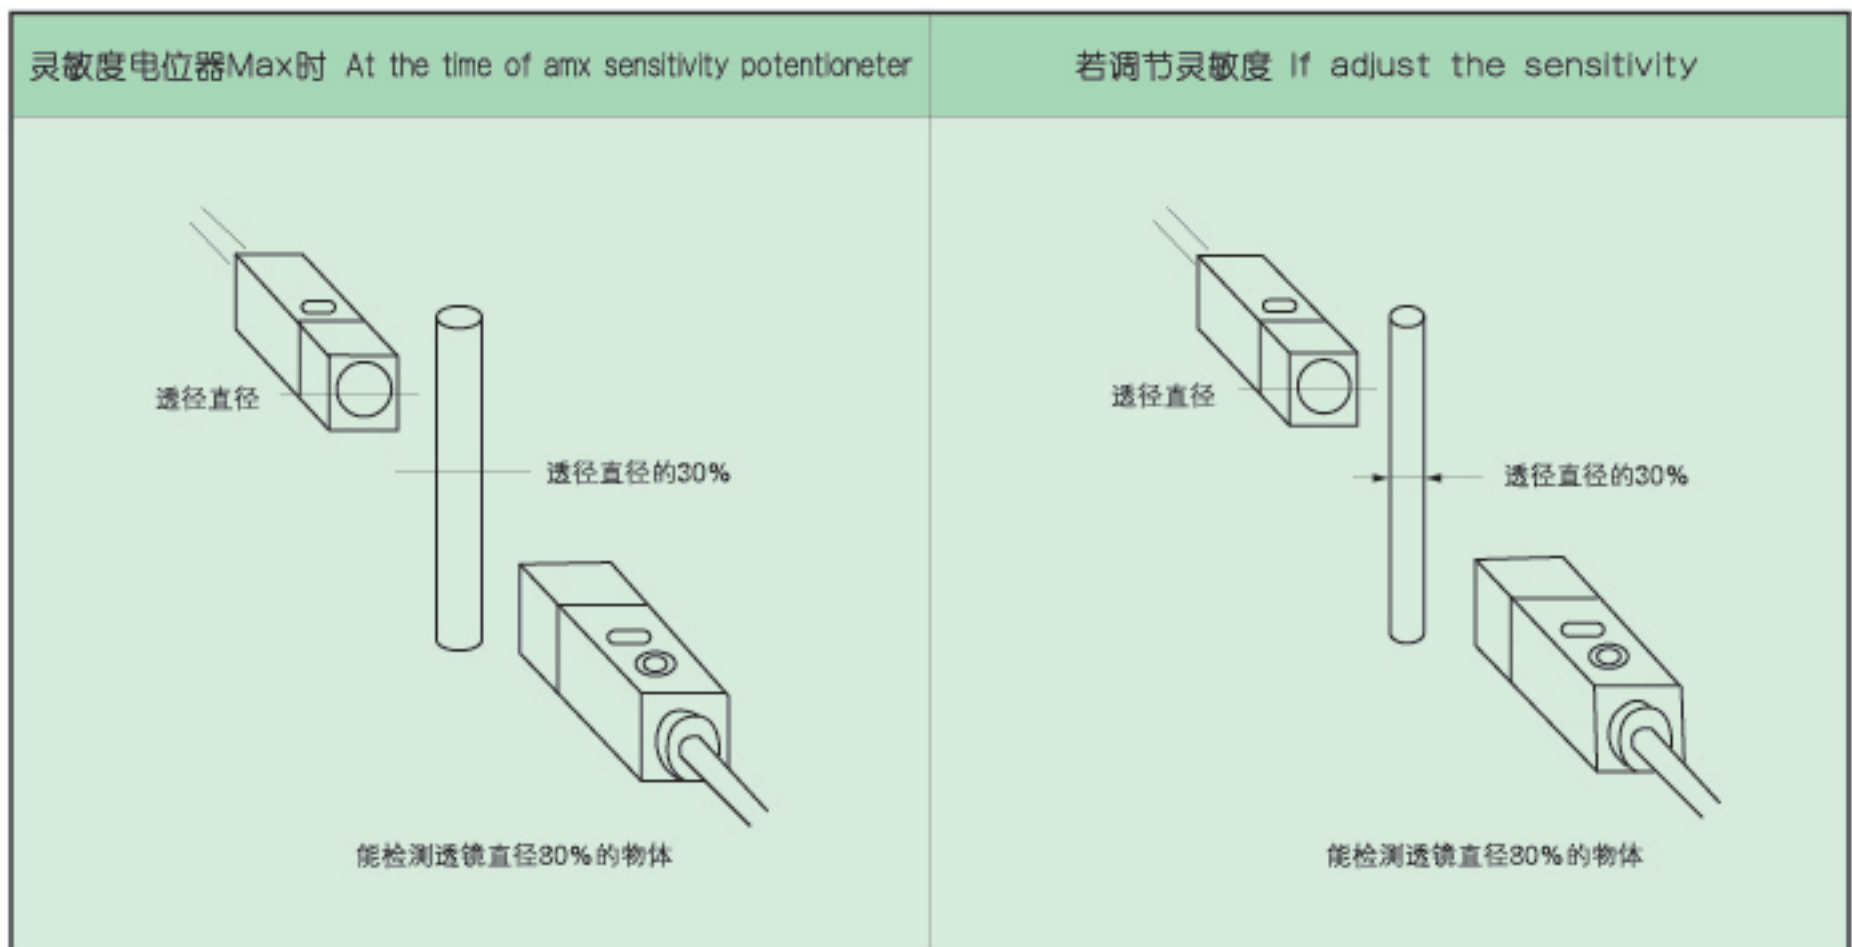 灵敏度电位器Max时 At the time of amx sensitivity potentioneter
若调节灵敏度 If adjust the sensitivity
透径直径
透径直径的30%
能检测透镜直径80%的物体
透径直径
透径直径的30%
能检测透镜直径80%的物体